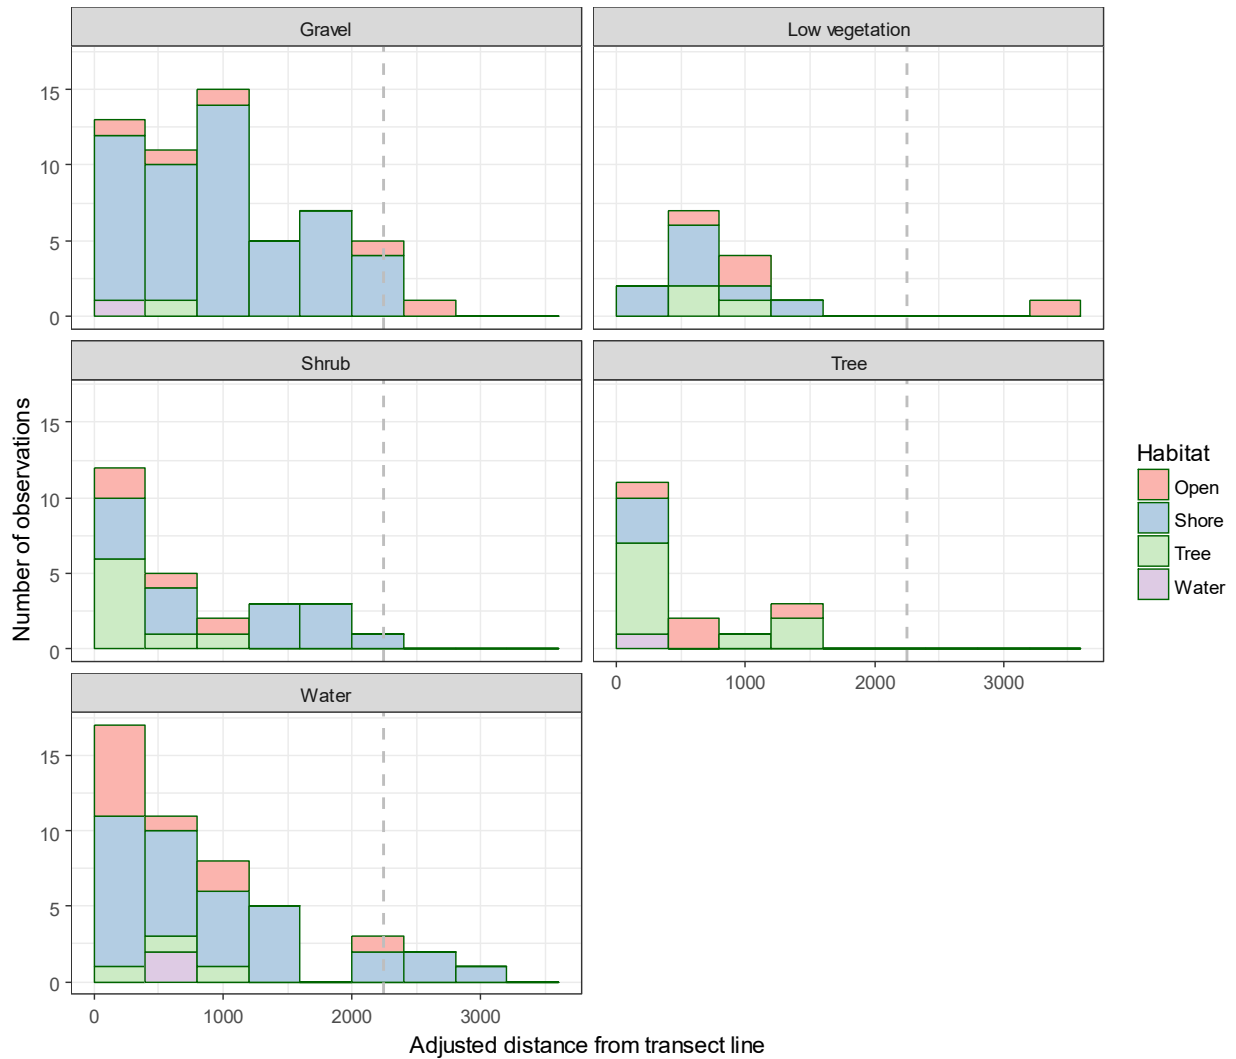 Gravel
Low vegetation
15
10
5
0
Shrub
Tree
15
10
5
0
0 1000 2000 3000
Water
15
10
5
0
0 1000 2000 3000
Adjusted distance from transect line
Number of observations
Habitat
Open
Shore
Tree
Water